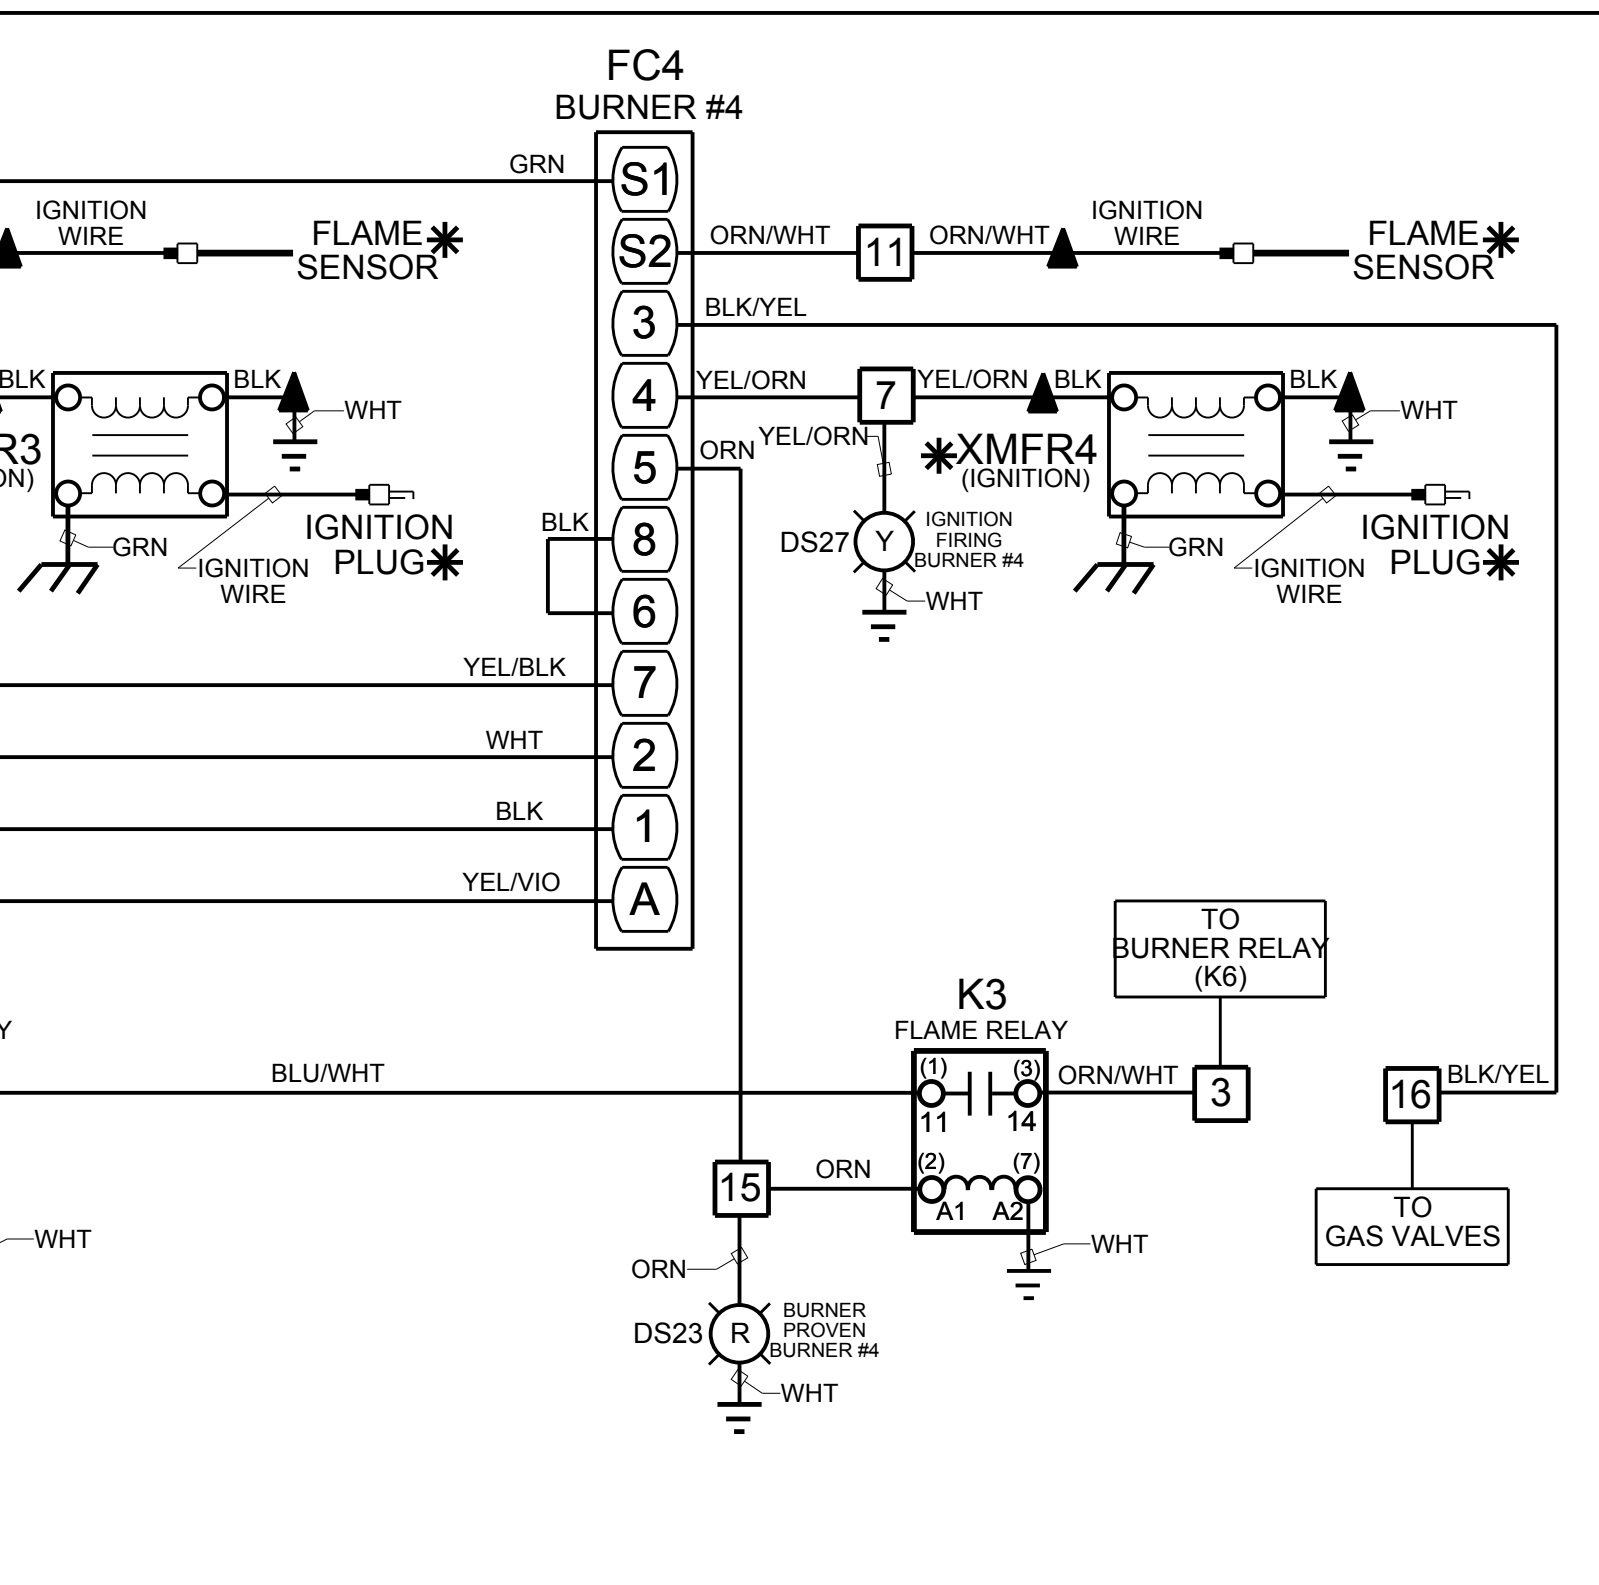 FC4
BURNER #4
GRN
S1
IGNITION
WIRE
FLAME
SENSOR
S2
ORN/WHT
11
ORN/WHT
IGNITION
WIRE
FLAME
SENSOR
3
BLK/YEL
BLK
BLK
WHT
R3
ON)
GRN
IGNITION
WIRE
IGNITION
PLUG
4
YEL/ORN
7
YEL/ORN
BLK
BLK
WHT
YEL/ORN
XMFR4
(IGNITION)
5
ORN
DS27
Y
IGNITION
FIRING
BURNER #4
WHT
GRN
IGNITION
WIRE
IGNITION
PLUG
BLK
8
6
YEL/BLK
7
WHT
2
BLK
1
YEL/VIO
A
TO
BURNER RELAY
(K6)
K3
FLAME RELAY
Y
BLU/WHT
(1)
(3)
11
14
ORN/WHT
3
16
BLK/YEL
15
ORN
(2)
(7)
A1
A2
WHT
TO
GAS VALVES
WHT
ORN
DS23
R
BURNER
PROVEN
BURNER #4
WHT